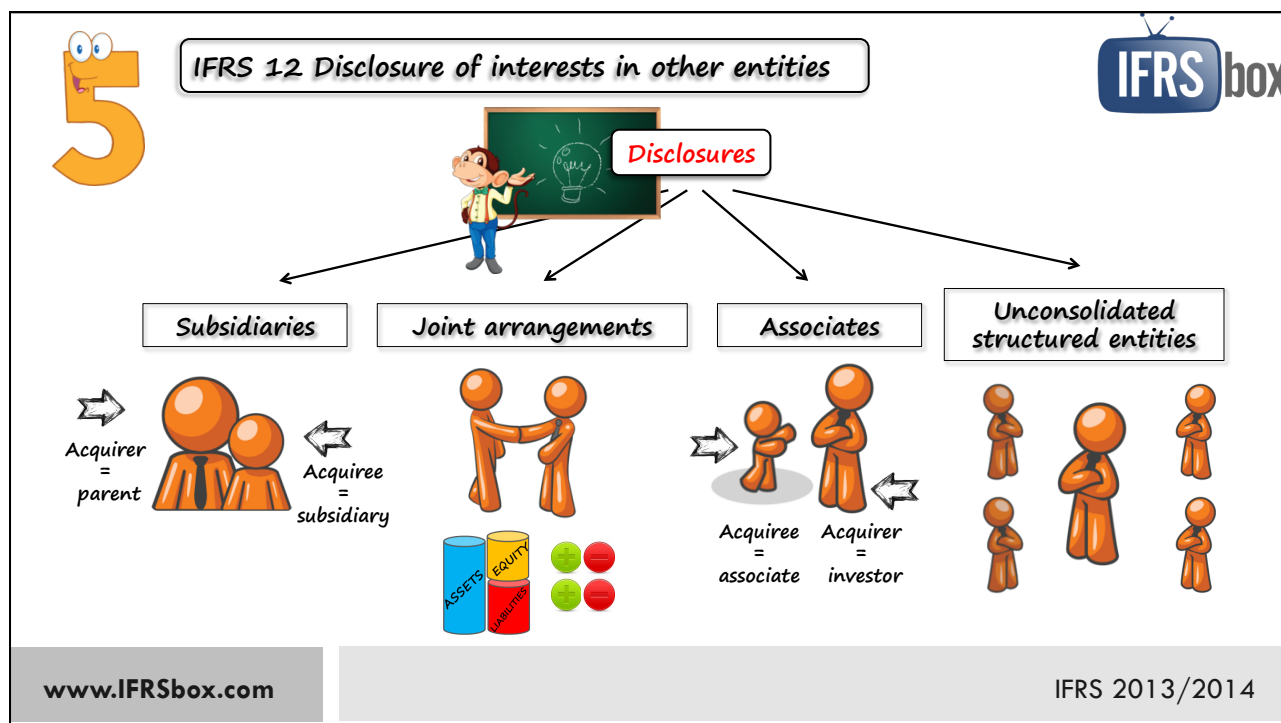 5
IFRS 12 Disclosure of interests in other entities
IFRS box
Disclosures
Subsidiaries
Joint arrangements
Associates
Unconsolidated
structured entities
Acquirer
=
parent
Acquiree
=
subsidiary
ASSETS
EQUITY
LIABILITIES
Acquiree
=
associate
Acquirer
=
investor
www.IFRSbox.com
IFRS 2013/2014